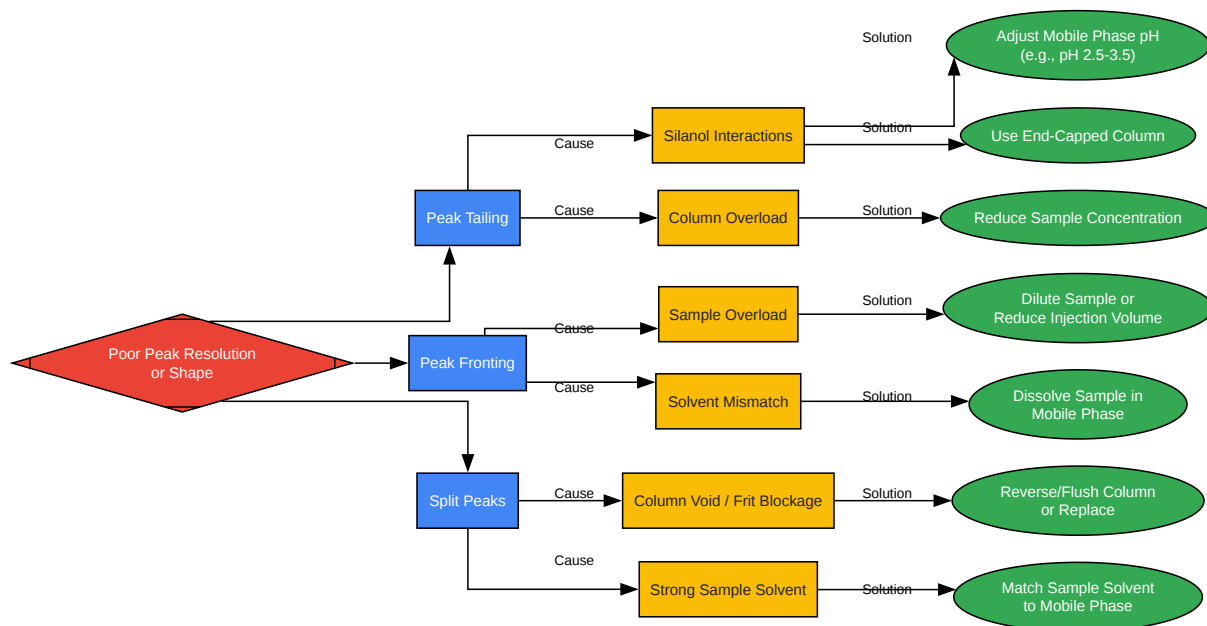 Solution
Adjust Mobile Phase pH
(e.g., pH 2.5-3.5)
Silanol Interactions
Solution
Use End-Capped Column
Cause
Peak Tailing
Cause
Column Overload
Solution
Reduce Sample Concentration
Cause
Sample Overload
Solution
Dilute Sample or
Reduce Injection Volume
Poor Peak Resolution
or Shape
Peak Fronting
Cause
Solvent Mismatch
Solution
Dissolve Sample in
Mobile Phase
Split Peaks
Cause
Column Void / Frit Blockage
Solution
Reverse/Flush Column
or Replace
Cause
Strong Sample Solvent
Solution
Match Sample Solvent
to Mobile Phase